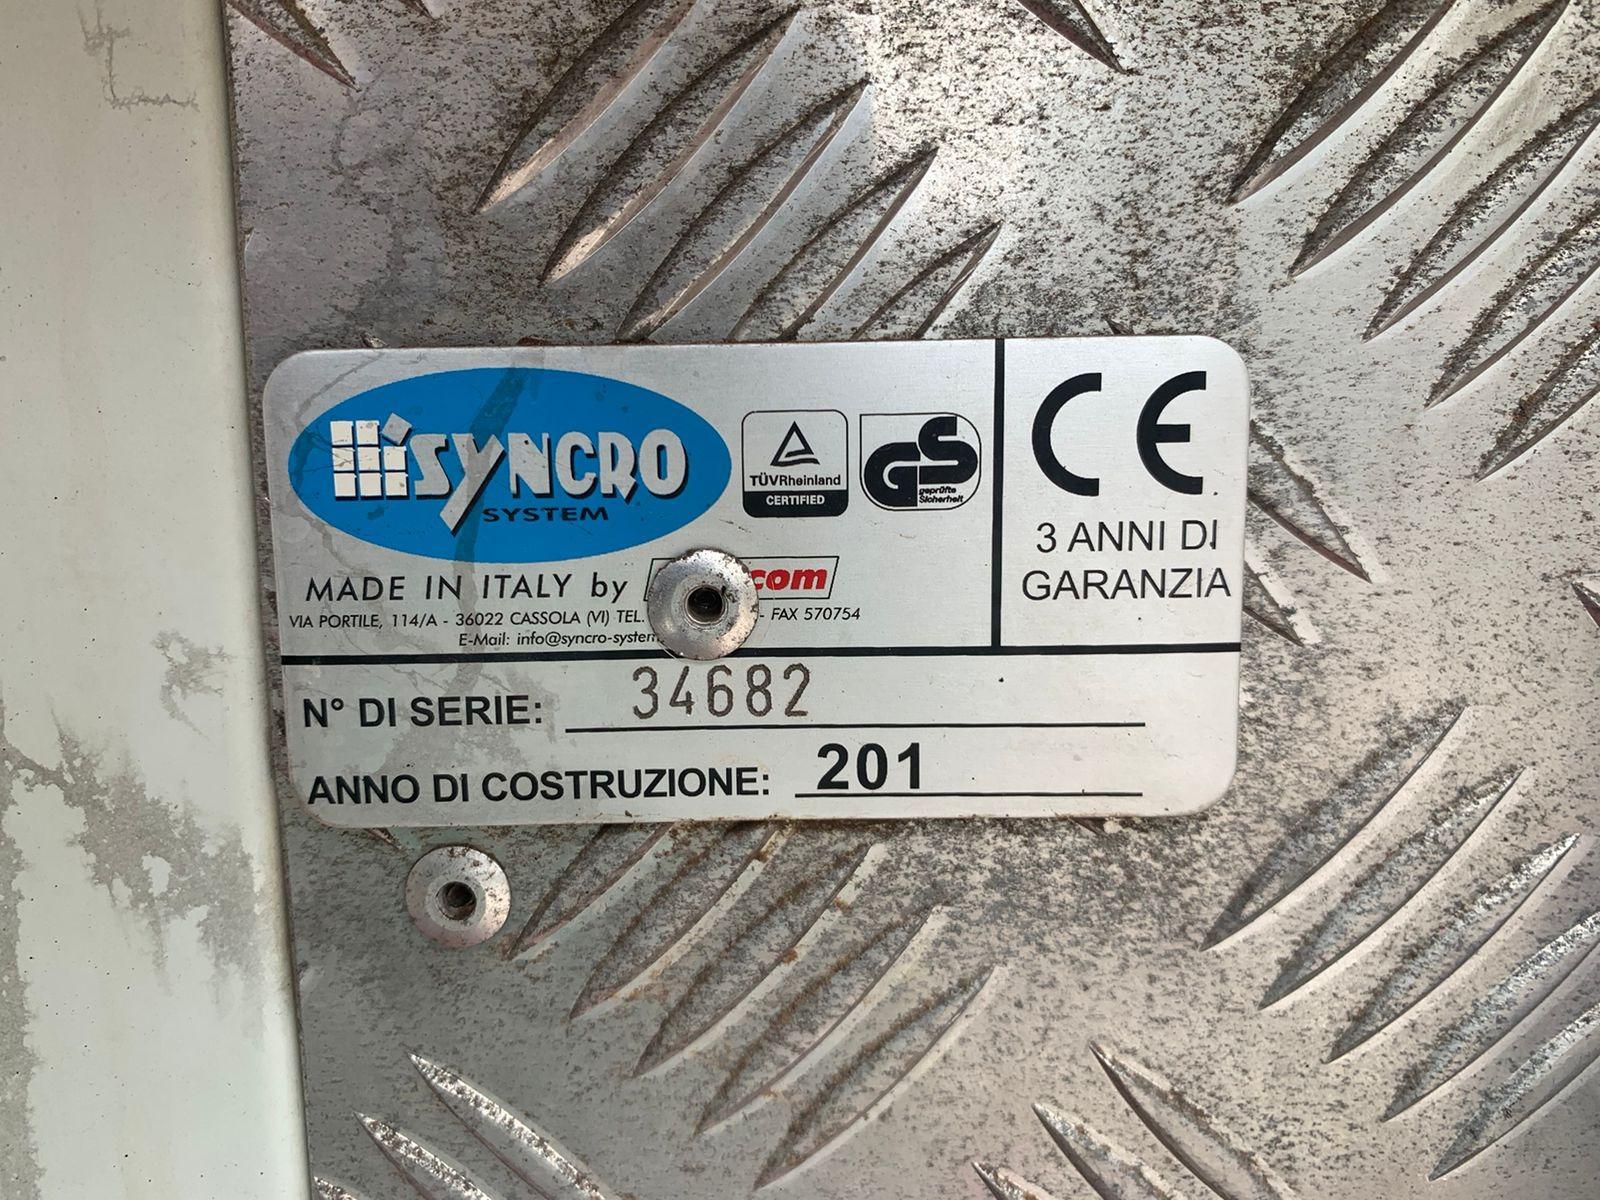 SYNCRO
SYSTEM
TÜVRheinland
CERTIFIED
GS
geprüfte
Sicherheit
CE
3 ANNI DI
GARANZIA
MADE IN ITALY by com
VIA PORTILE, 114/A - 36022 CASSOLA (VI) TEL. - FAX 570754
E-Mail: info@syncro-system
N° DI SERIE: 34682
ANNO DI COSTRUZIONE: 201